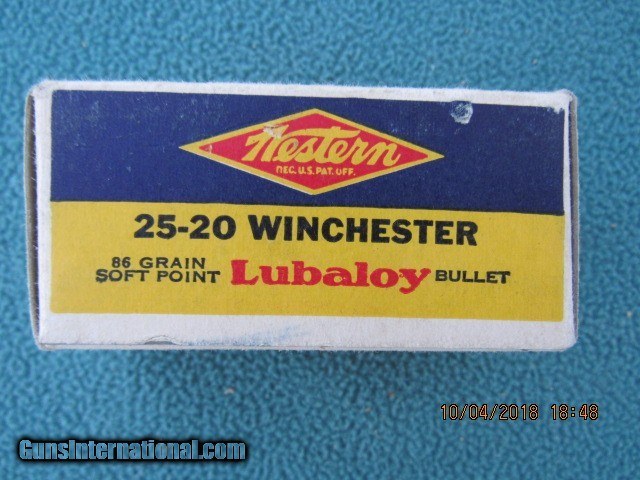 Western
REG. U.S. PAT. OFF.
25-20 WINCHESTER
86 GRAIN
SOFT POINT Lubaloy BULLET
10/04/2018 18:48
GunsInternational.com